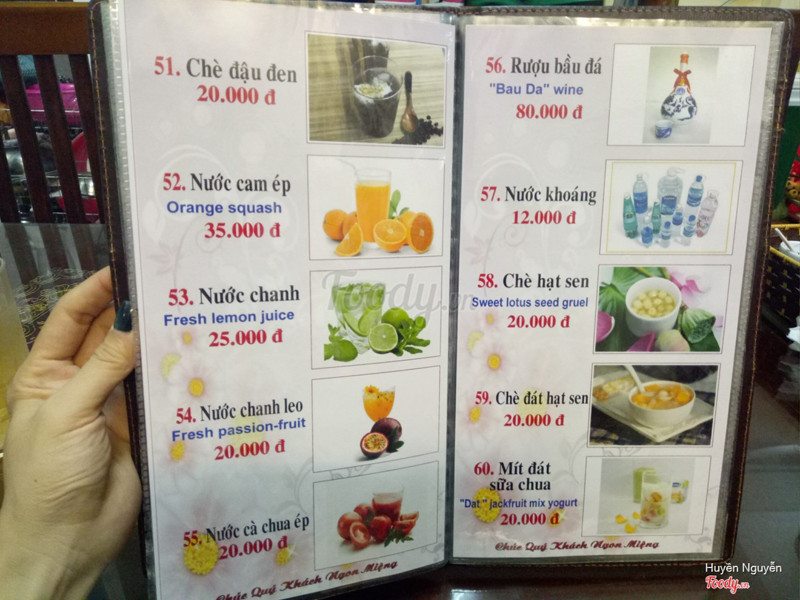 51. Chè đậu đen
20.000 đ
52. Nước cam ép
Orange squash
35.000 đ
53. Nước chanh
Fresh lemon juice
25.000 đ
54. Nước chanh leo
Fresh passion-fruit
20.000 đ
55. Nước cà chua ép
20.000 đ
Chúc Quý Khách Ngon Miệng
56. Rượu bầu đá
"Bau Da" wine
80.000 đ
57. Nước khoáng
12.000 đ
58. Chè hạt sen
Sweet lotus seed gruel
20.000 đ
59. Chè đát hạt sen
20.000 đ
60. Mít đát
sữa chua
"Dat " jackfruit mix yogurt
20.000 đ
Chúc Quý Khách Ngon Miệng
Foody.vn
Huyền Nguyễn
Foody.vn